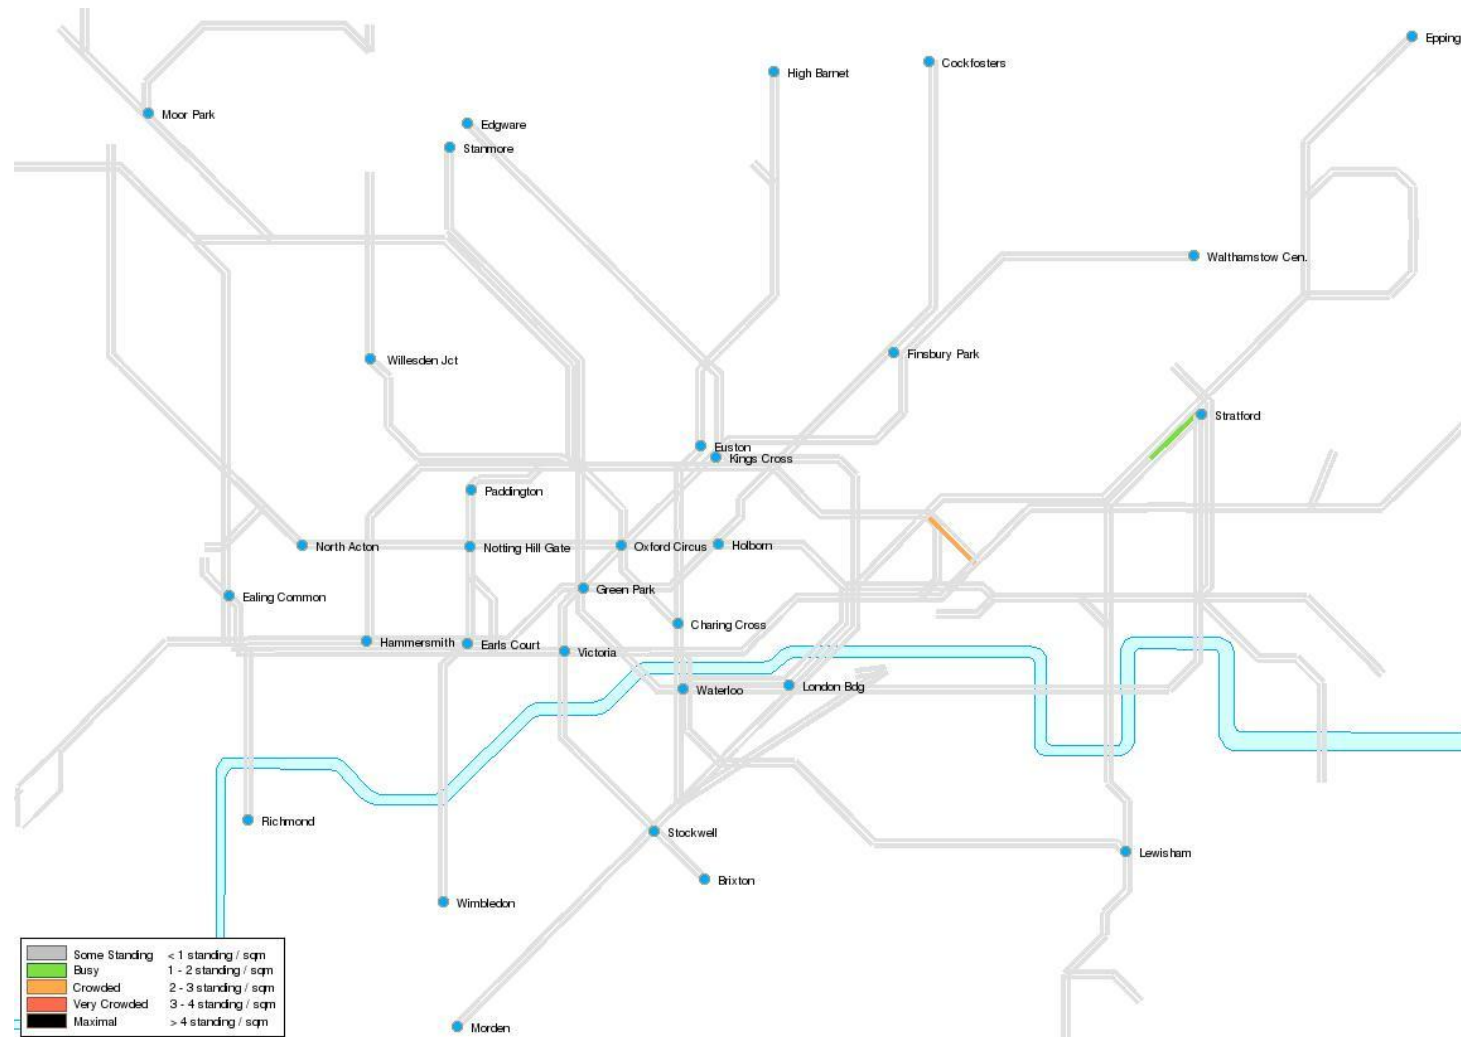 Epping
Cockfosters
High Barnet
Moor Park
Edgware
Stanmore
Walthamstow Cen.
Finsbury Park
Willesden Jct
Stratford
Euston
Kings Cross
Paddington
North Acton
Notting Hill Gate
Oxford Circus
Holborn
Green Park
Ealing Common
Charing Cross
Hammersmith
Earls Court
Victoria
Waterloo
London Bdg
Richmond
Stockwell
Lewisham
Brixton
Wimbledon
Morden
Some Standing < 1 standing / sqm
Busy 1 - 2 standing / sqm
Crowded 2 - 3 standing / sqm
Very Crowded 3 - 4 standing / sqm
Maximal > 4 standing / sqm